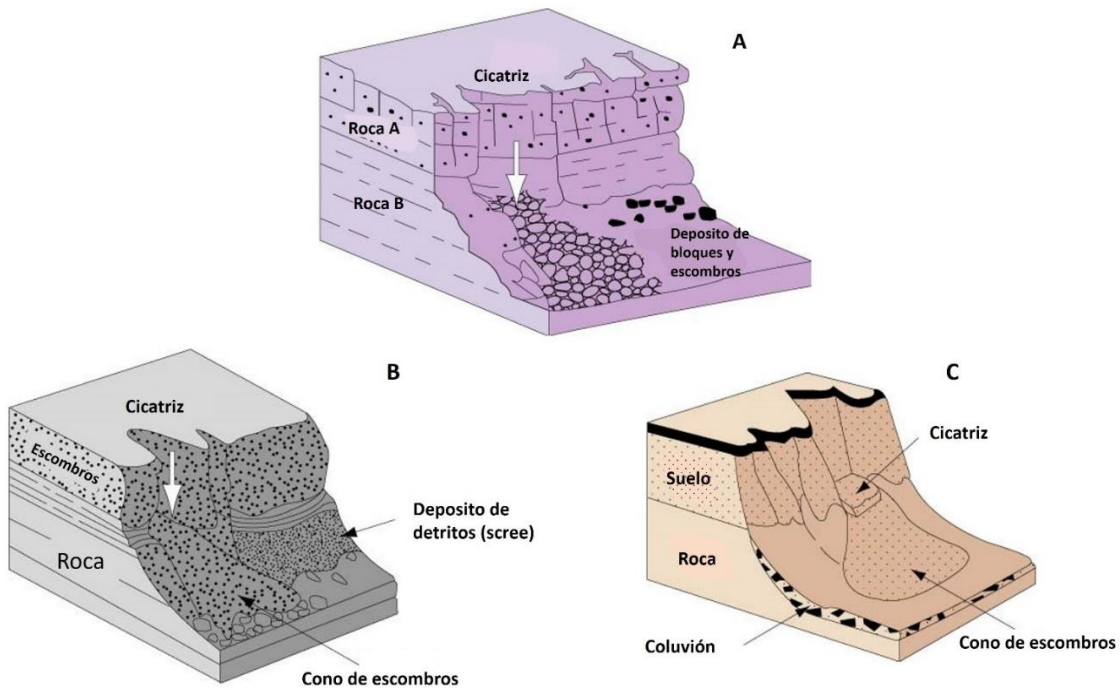 A
Cicatriz
Roca A
Roca B
Deposito de
bloques y
escombros
B
Cicatriz
Escombros
Roca
Deposito de
detritos (scree)
Cono de escombros
C
Cicatriz
Suelo
Roca
Coluvión
Cono de escombros